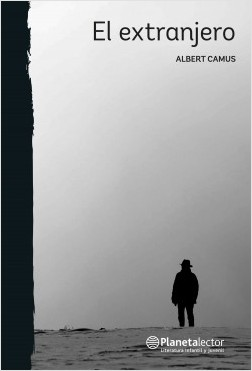 El extranjero
ALBERT CAMUS
Planetalector
Literatura infantil y juvenil